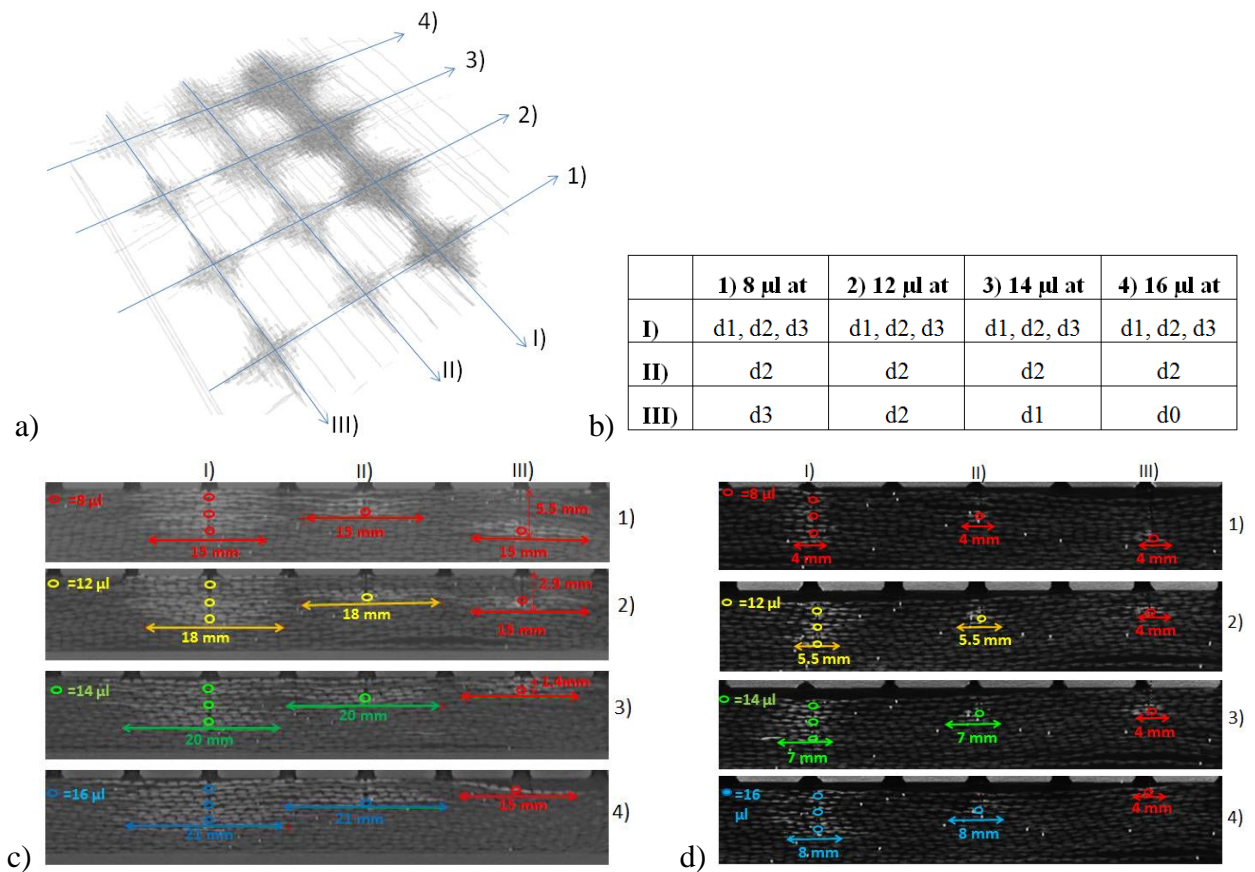 4)
3)
2)
1)
I)
II)
III)
a)
b)
1) 8 µl at 2) 12 µl at 3) 14 µl at 4) 16 µl at
I) d1, d2, d3 d1, d2, d3 d1, d2, d3 d1, d2, d3
II) d2 d2 d2 d2
III) d3 d2 d1 d0
I) II) III)
=8 µl
5.5 mm
15 mm
15 mm
15 mm
1)
=12 µl
2.9 mm
18 mm
18 mm
15 mm
2)
=14 µl
1.4mm
20 mm
20 mm
3)
=16 µl
21 mm
21 mm
15 mm
4)
c)
I) II) III)
=8 µl
4 mm
4 mm
4 mm
1)
=12 µl
5.5 mm
5.5 mm
4 mm
2)
=14 µl
7 mm
7 mm
4 mm
3)
=16
µl
8 mm
8 mm
4 mm
4)
d)